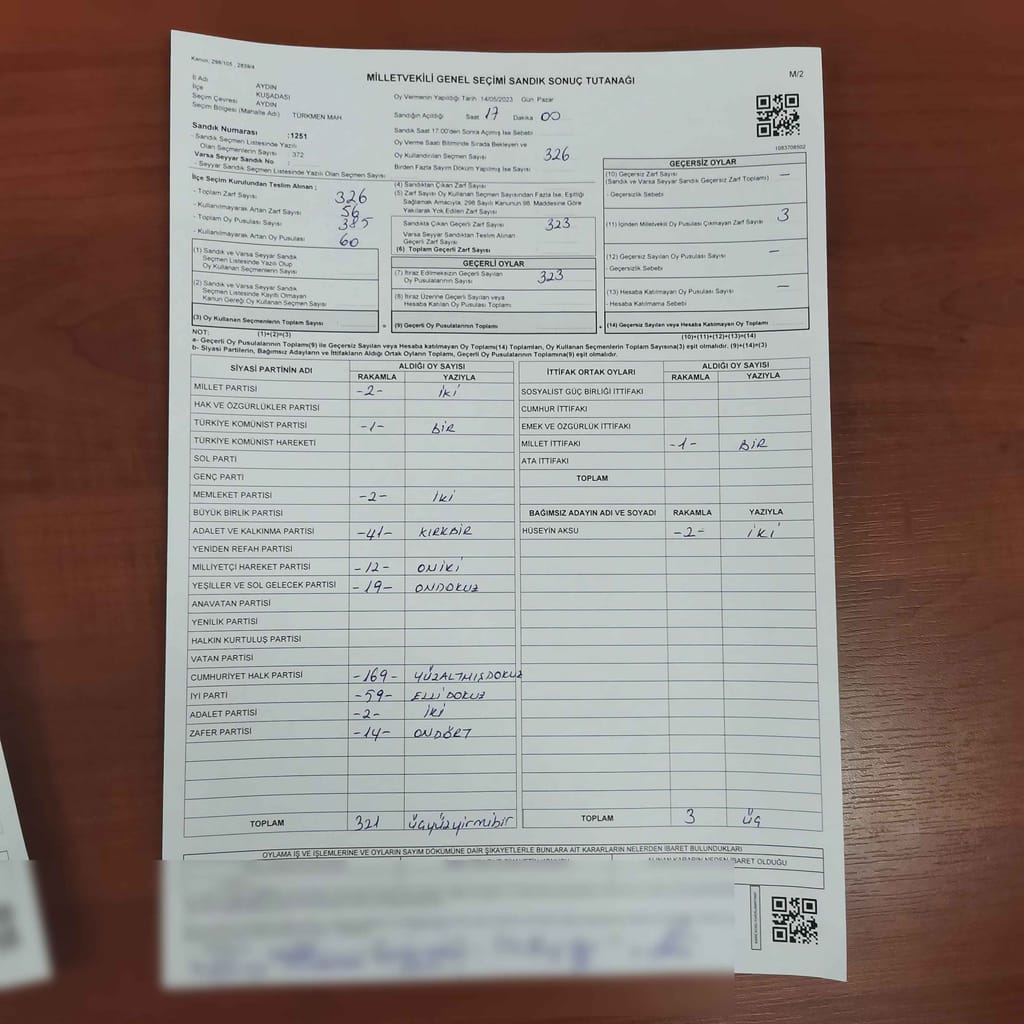 Kanun; 298/105 , 2839/4
MİLLETVEKİLİ GENEL SEÇİMİ SANDIK SONUÇ TUTANAĞI
M/2
İl Adı AYDIN
İlçe KUŞADASI
Seçim Çevresi AYDIN
Seçim Bölgesi (Mahalle Adı) TÜRKMEN MAH
Sandık Numarası :1251
- Sandık Seçmen Listesinde Yazılı
Olan Seçmenlerin Sayısı : 372
Varsa Seyyar Sandık No :
- Seyyar Sandık Seçmen Listesinde Yazılı Olan Seçmen Sayısı
Oy Vermenin Yapıldığı Tarih 14/05/2023 Gün Pazar
Sandığın Açıldığı Saat 17 Dakika 00
Sandık Saat 17:00'den Sonra Açılmış İse Sebebi
Oy Verme Saati Bitiminde Sırada Bekleyen ve
Oy Kullandırılan Seçmen Sayısı 326
Birden Fazla Sayım Döküm Yapılmış İse Sayısı
1083708502
İlçe Seçim Kurulundan Teslim Alınan ;
- Toplam Zarf Sayısı 326
- Kullanılmayarak Artan Zarf Sayısı 56
- Toplam Oy Pusulası Sayısı 385
- Kullanılmayarak Artan Oy Pusulası 60
(1) Sandık ve Varsa Seyyar Sandık
Seçmen Listesinde Yazılı Olup
Oy Kullanan Seçmenlerin Sayısı
(2) Sandık ve Varsa Seyyar Sandık
Seçmen Listesinde Kayıtlı Olmayan
Kanun Gereği Oy Kullanan Seçmen Sayısı
(3) Oy Kullanan Seçmenlerin Toplam Sayısı
(1)+(2)=(3)
=
(4) Sandıktan Çıkan Zarf Sayısı
(5) Zarf Sayısı Oy Kullanan Seçmen Sayısından Fazla İse, Eşitliği
Sağlamak Amacıyla, 298 Sayılı Kanunun 98. Maddesine Göre
Yakılarak Yok Edilen Zarf Sayısı
Sandıkta Çıkan Geçerli Zarf Sayısı 323
Varsa Seyyar Sandıktan Teslim Alınan
Geçerli Zarf Sayısı
(6) Toplam Geçerli Zarf Sayısı
GEÇERLİ OYLAR
(7) İtiraz Edilmeksizin Geçerli Sayılan
Oy Pusulalarının Sayısı 323
(8) İtiraz Üzerine Geçerli Sayılan veya
Hesaba Katılan Oy Pusulası Toplamı
(9) Geçerli Oy Pusulalarının Toplamı
+
GEÇERSİZ OYLAR
(10) Geçersiz Zarf Sayısı —
(Sandık ve Varsa Seyyar Sandık Geçersiz Zarf Toplamı)
- Geçersizlik Sebebi
(11) İçinden Milletvekili Oy Pusulası Çıkmayan Zarf Sayısı 3
(12) Geçersiz Sayılan Oy Pusulası Sayısı —
- Geçersizlik Sebebi
(13) Hesaba Katılmayan Oy Pusulası Sayısı —
- Hesaba Katılmama Sebebi
(14) Geçersiz Sayılan veya Hesaba Katılmayan Oy Toplamı
(10)+(11)+(12)+(13)=(14)
NOT:
a- Geçerli Oy Pusulalarının Toplamı(9) ile Geçersiz Sayılan veya Hesaba Katılmayan Oy Toplamı(14) Toplamları, Oy Kullanan Seçmenlerin Toplam Sayısına(3) eşit olmalıdır. (9)+(14)=(3)
b- Siyasi Partilerin, Bağımsız Adayların ve İttifakların Aldığı Ortak Oyların Toplamı, Geçerli Oy Pusulalarının Toplamına(9) eşit olmalıdır.
SİYASİ PARTİNİN ADI ALDIĞI OY SAYISI
RAKAMLA YAZIYLA
MİLLET PARTİSI -2- İKİ
HAK VE ÖZGÜRLÜKLER PARTİSI
TÜRKİYE KOMÜNİST PARTİSI -1- BİR
TÜRKİYE KOMÜNİST HAREKETİ
SOL PARTİ
GENÇ PARTİ
MEMLEKET PARTİSİ -2- İKİ
BÜYÜK BİRLİK PARTİSİ
ADALET VE KALKINMA PARTİSİ -41- KIRKBİR
YENİDEN REFAH PARTİSİ
MİLLİYETÇİ HAREKET PARTİSİ -12- ONİKİ
YEŞİLLER VE SOL GELECEK PARTİSİ -19- ONDOKUZ
ANAVATAN PARTİSİ
YENİLİK PARTİSİ
HALKIN KURTULUŞ PARTİSİ
VATAN PARTİSİ
CUMHURİYET HALK PARTİSİ -169- YÜZALTMIŞDOKUZ
İYİ PARTİ -59- ELLİDOKUZ
ADALET PARTİSİ -2- İKİ
ZAFER PARTİSİ -14- ONDÖRT
TOPLAM 321 üçyüzyirmibir
İTTİFAK ORTAK OYLARI ALDIĞI OY SAYISI
RAKAMLA YAZIYLA
SOSYALIST GÜÇ BİRLİĞİ İTTİFAKI
CUMHUR İTTİFAKI
EMEK VE ÖZGÜRLÜK İTTİFAKI
MİLLET İTTİFAKI -1- BİR
ATA İTTİFAKI
TOPLAM
BAĞIMSIZ ADAYIN ADI VE SOYADI RAKAMLA YAZIYLA
HÜSEYİN AKSU -2- İKİ
TOPLAM 3 üç
OYLAMA İŞ VE İŞLEMLERİNE VE OYLARIN SAYIM DÖKÜMÜNE DAİR ŞİKAYETLERLE BUNLARA AİT KARARLARIN NELERDEN İBARET BULUNDUKLARI
ALINAN KARARIN NEDEN İBARET OLDUĞU